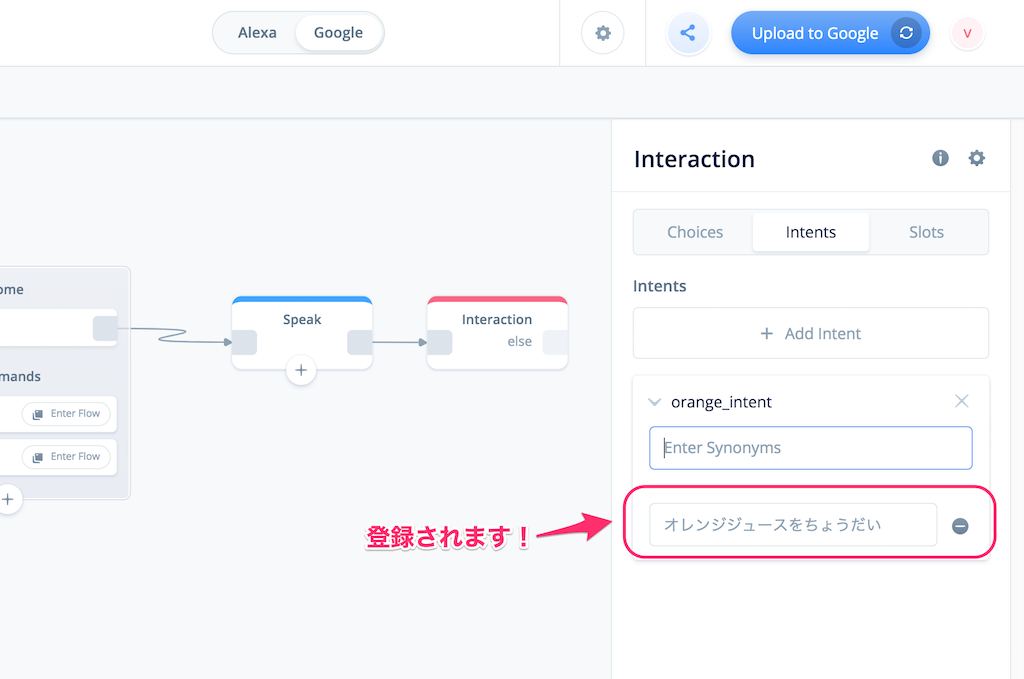 Alexa
Google
Upload to Google
V
Interaction
Choices
Intents
Slots
Intents
+ Add Intent
orange_intent
Enter Synonyms
オレンジジュースをちょうだい
登録されます！
ome
mands
Enter Flow
Enter Flow
+
Speak
+
Interaction
else